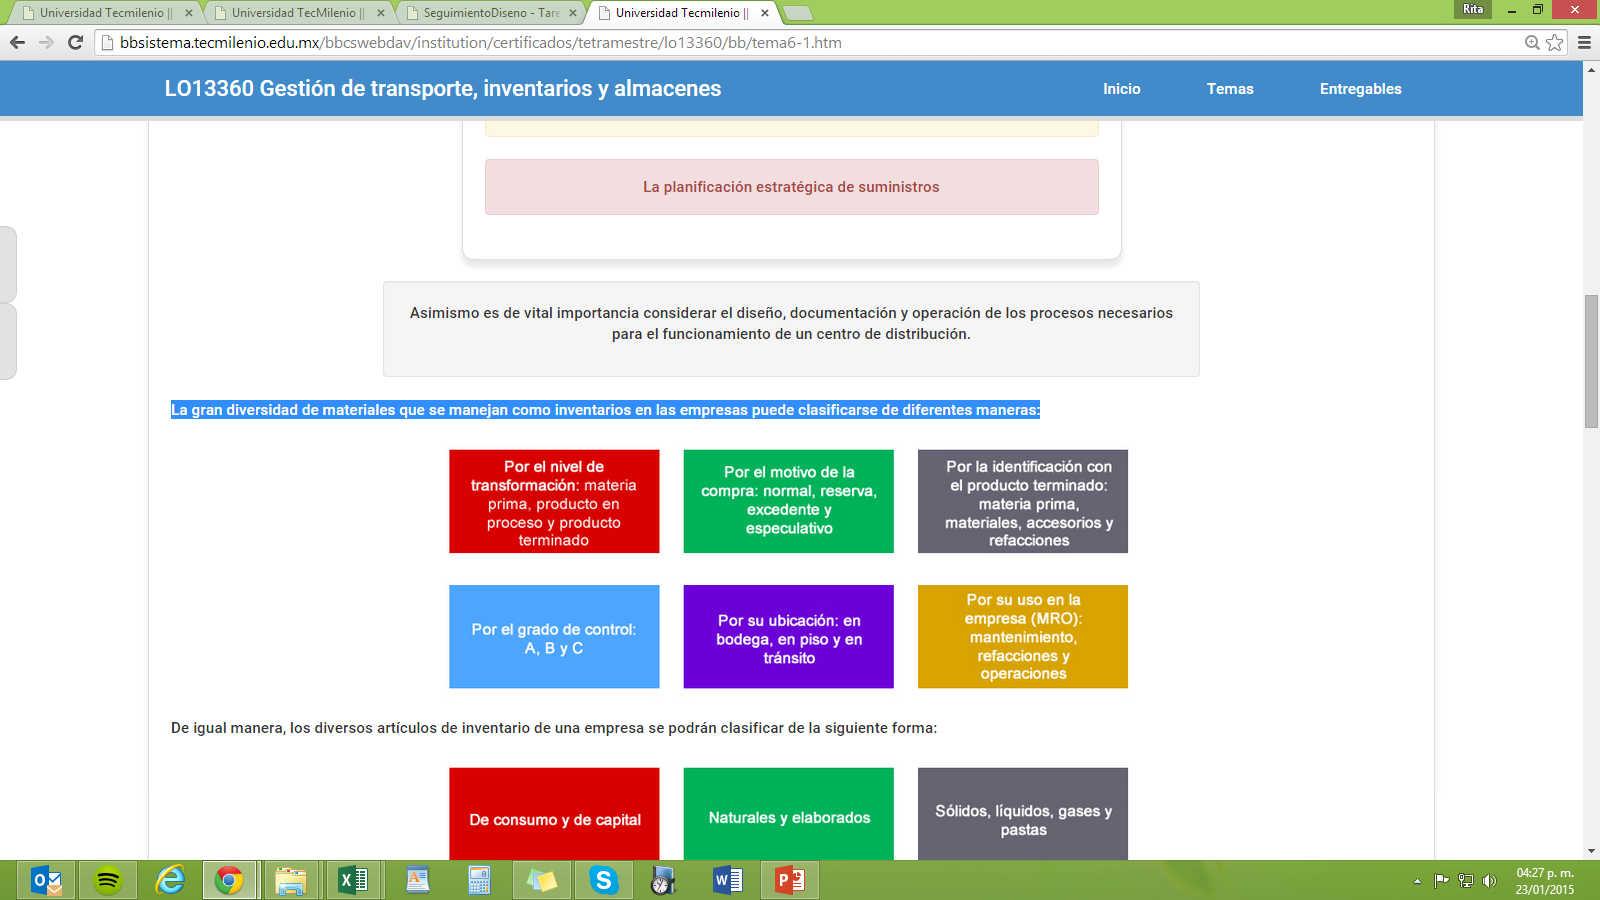 Universidad Tecmilenio ||
Universidad TecMilenio ||
SeguimientoDiseno - Tare
Universidad Tecmilenio ||
Rita
bbsistema.tecmilenio.edu.mx/bbcswebdav/institution/certificados/tetramestre/lo13360/bb/tema6-1.htm
LO13360 Gestión de transporte, inventarios y almacenes
Inicio
Temas
Entregables
La planificación estratégica de suministros
Asimismo es de vital importancia considerar el diseño, documentación y operación de los procesos necesarios
para el funcionamiento de un centro de distribución.
La gran diversidad de materiales que se manejan como inventarios en las empresas puede clasificarse de diferentes maneras:
Por el nivel de
transformación: materia
prima, producto en
proceso y producto
terminado
Por el motivo de la
compra: normal, reserva,
excedente y
especulativo
Por la identificación con
el producto terminado:
materia prima,
materiales, accesorios y
refacciones
Por el grado de control:
A, B y C
Por su ubicación: en
bodega, en piso y en
tránsito
Por su uso en la
empresa (MRO):
mantenimiento,
refacciones y
operaciones
De igual manera, los diversos artículos de inventario de una empresa se podrán clasificar de la siguiente forma:
De consumo y de capital
Naturales y elaborados
Sólidos, líquidos, gases y
pastas
04:27 p. m.
23/01/2015